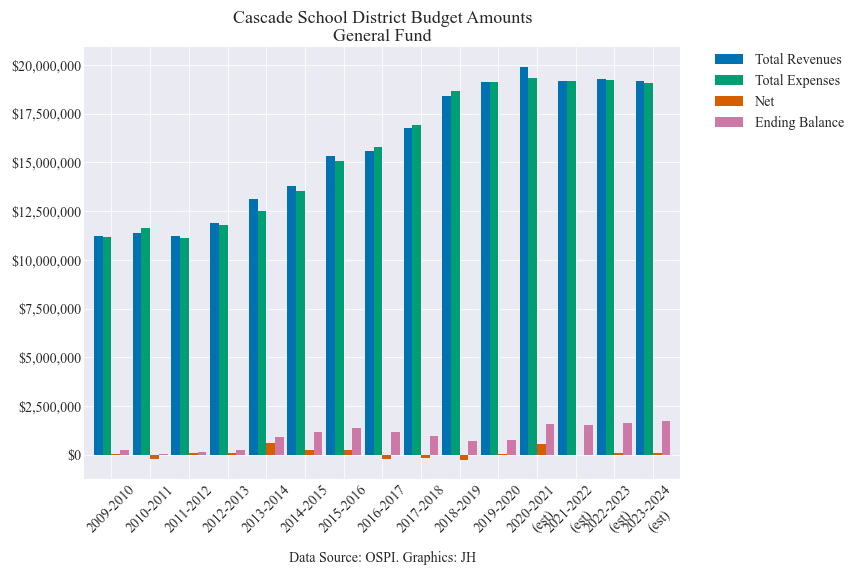 Cascade School District Budget Amounts
General Fund
$20,000,000
$17,500,000
$15,000,000
$12,500,000
$10,000,000
$7,500,000
$5,000,000
$2,500,000
$0
Total Revenues
Total Expenses
Net
Ending Balance
2009-2010
2010-2011
2011-2012
2012-2013
2013-2014
2014-2015
2015-2016
2016-2017
2017-2018
2018-2019
2019-2020
2020-2021
(est)
2021-2022
(est)
2022-2023
(est)
2023-2024
(est)
Data Source: OSPI. Graphics: JH